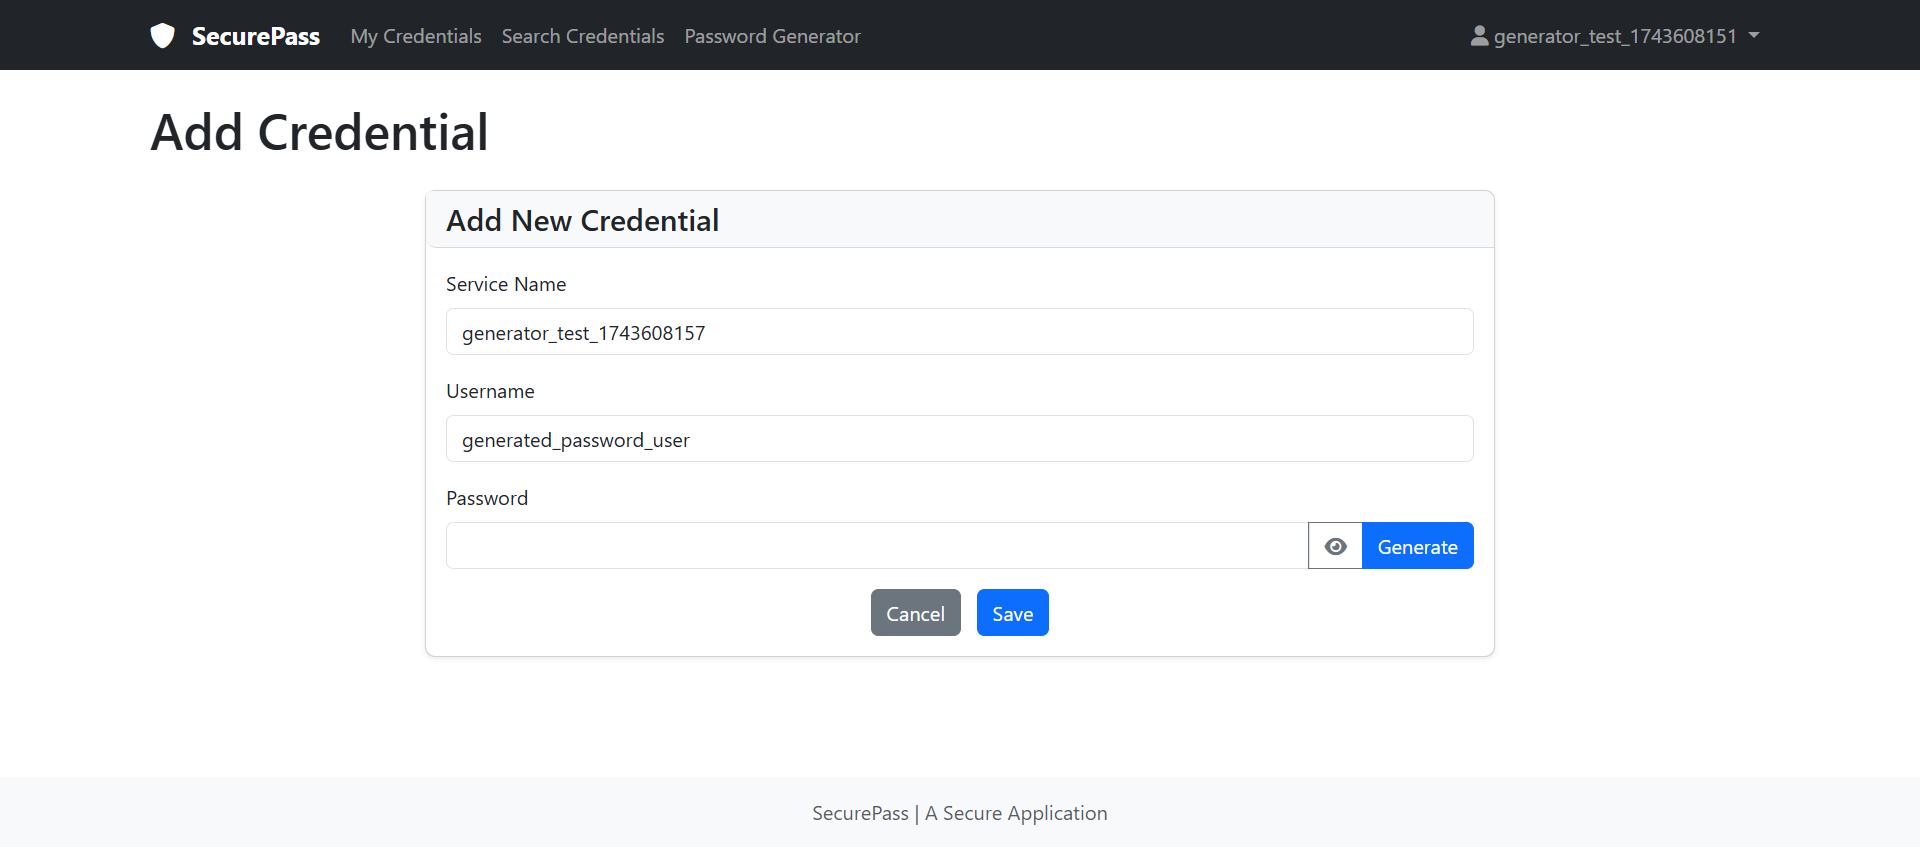 SecurePass My Credentials Search Credentials Password Generator generator_test_1743608151
Add Credential
Add New Credential
Service Name
generator_test_1743608157
Username
generated_password_user
Password
Generate
Cancel Save
SecurePass | A Secure Application